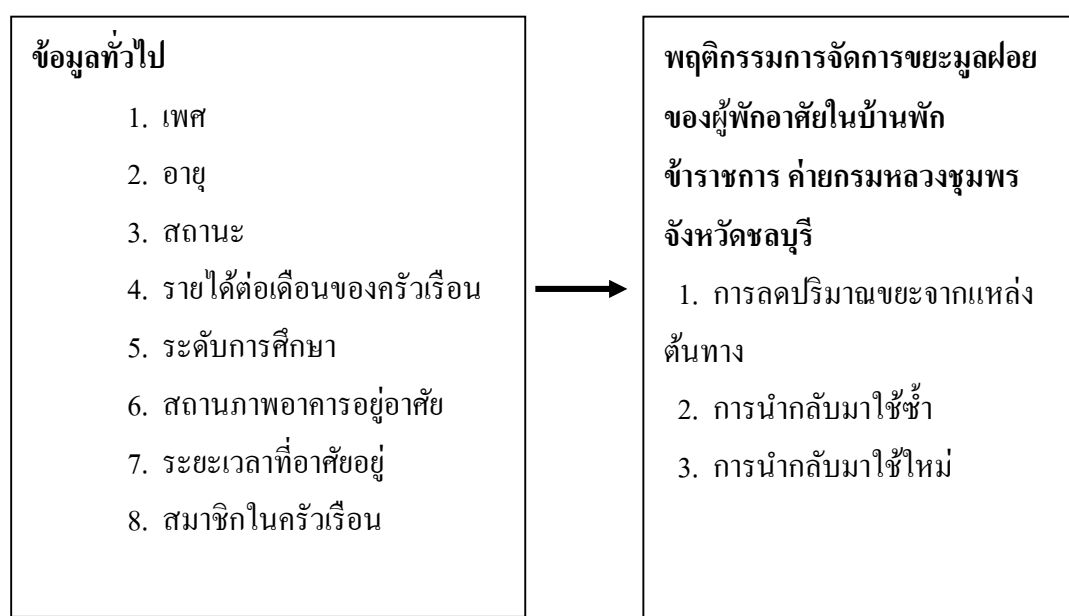 ข้อมูลทั่วไป
1. เพศ
2. อายุ
3. สถานะ
4. รายได้ต่อเดือนของครัวเรือน
5. ระดับการศึกษา
6. สถานภาพอาคารอยู่อาศัย
7. ระยะเวลาที่อาศัยอยู่
8. สมาชิกในครัวเรือน
พฤติกรรมการจัดการขยะมูลฝอย
ของผู้พักอาศัยในบ้านพัก
ข้าราชการ ค่ายกรมหลวงชุมพร
จังหวัดชลบุรี
1. การลดปริมาณขยะจากแหล่ง
ต้นทาง
2. การนำกลับมาใช้ซ้ำ
3. การนำกลับมาใช้ใหม่